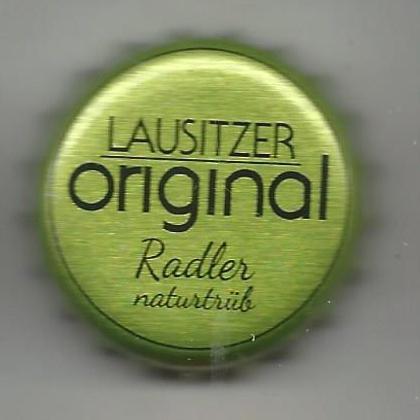 LAUSITZER
original
Radler
naturtrüb